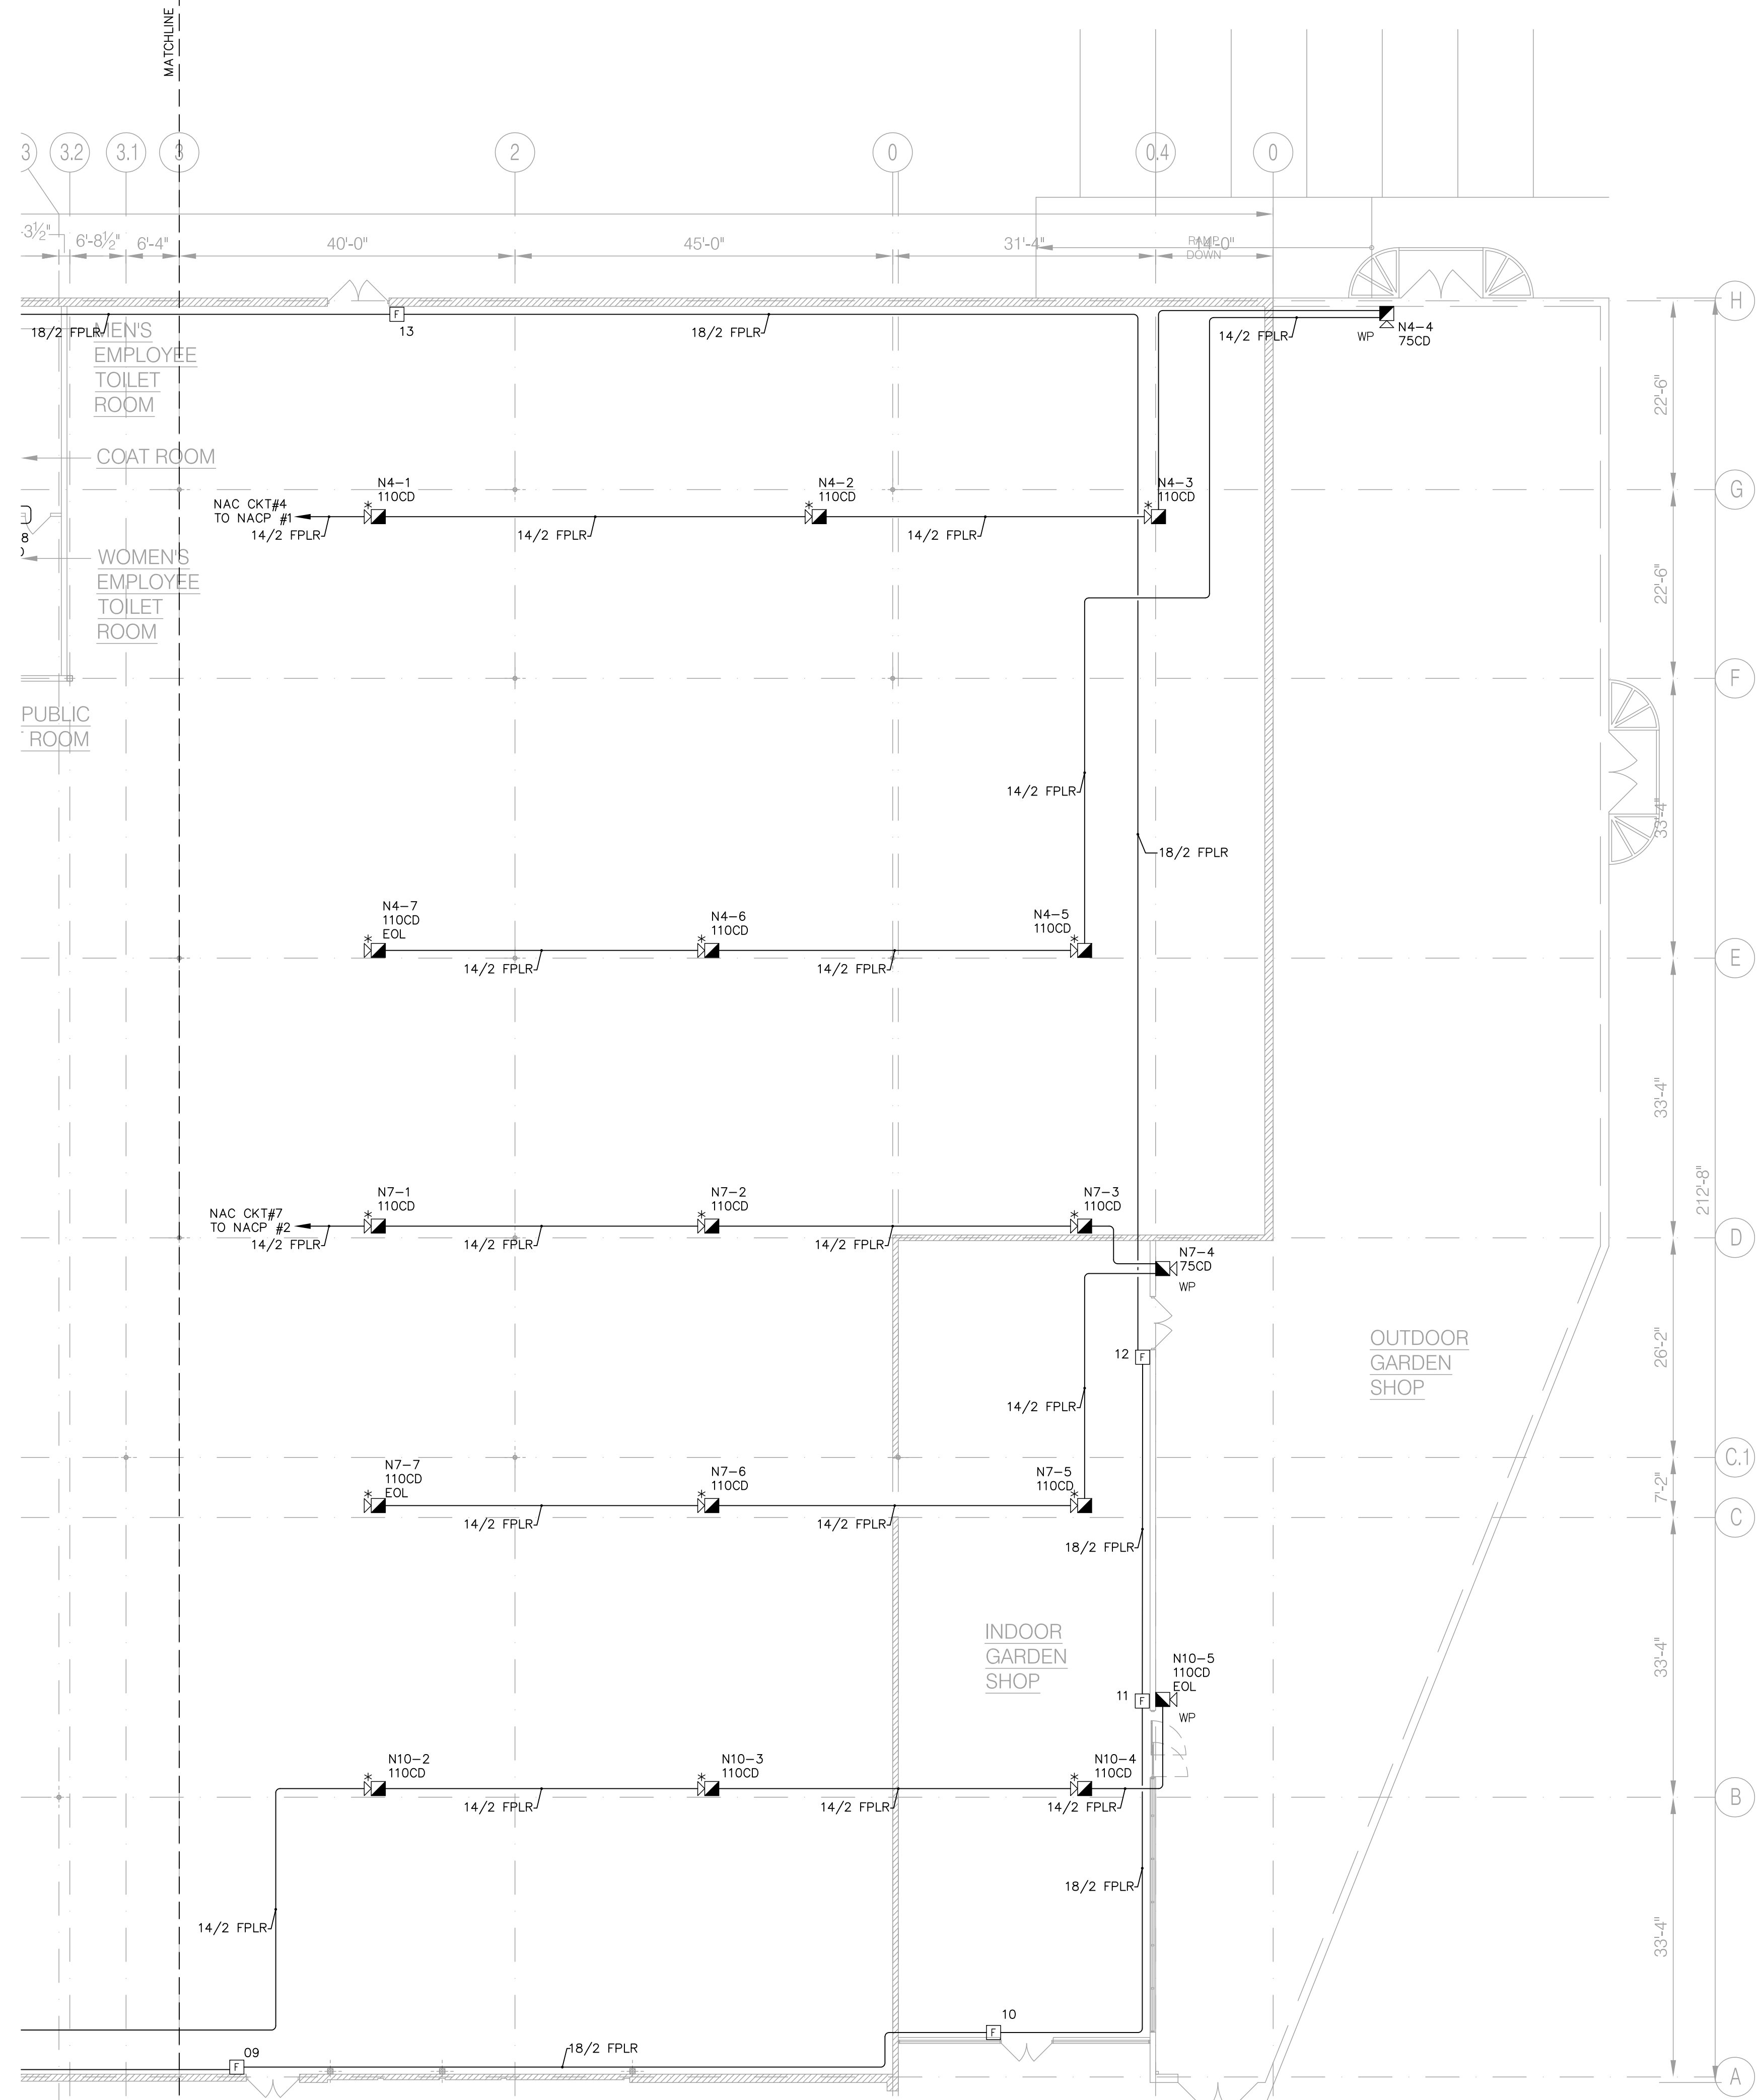 MATCHLINE
3
3.2
3.1
3
2
0
0.4
0
-3½"
6'-8½"
6'-4"
40'-0"
45'-0"
31'-4"
14'-0"
RAMP
DOWN
H
18/2 FPLR
13
18/2 FPLR
14/2 FPLR
WP
N4-4
75CD
MEN'S
EMPLOYEE
TOILET
ROOM
22'-6"
COAT ROOM
N4-1
110CD
N4-2
110CD
N4-3
110CD
G
NAC CKT#4
TO NACP #1
14/2 FPLR
14/2 FPLR
14/2 FPLR
8
WOMEN'S
EMPLOYEE
TOILET
ROOM
22'-6"
F
PUBLIC
ROOM
14/2 FPLR
33'-4"
18/2 FPLR
N4-7
110CD
EOL
N4-6
110CD
N4-5
110CD
E
14/2 FPLR
14/2 FPLR
33'-4"
212'-8"
N7-1
110CD
N7-2
110CD
N7-3
110CD
NAC CKT#7
TO NACP #2
14/2 FPLR
14/2 FPLR
14/2 FPLR
D
N7-4
75CD
WP
OUTDOOR
GARDEN
SHOP
26'-2"
12
14/2 FPLR
C.1
N7-7
110CD
EOL
N7-6
110CD
N7-5
110CD
7'-2"
14/2 FPLR
14/2 FPLR
C
18/2 FPLR
INDOOR
GARDEN
SHOP
33'-4"
N10-5
110CD
EOL
11
WP
N10-2
110CD
N10-3
110CD
N10-4
110CD
14/2 FPLR
14/2 FPLR
14/2 FPLR
B
18/2 FPLR
14/2 FPLR
33'-4"
10
F
F
F
F
F
18/2 FPLR
09
A